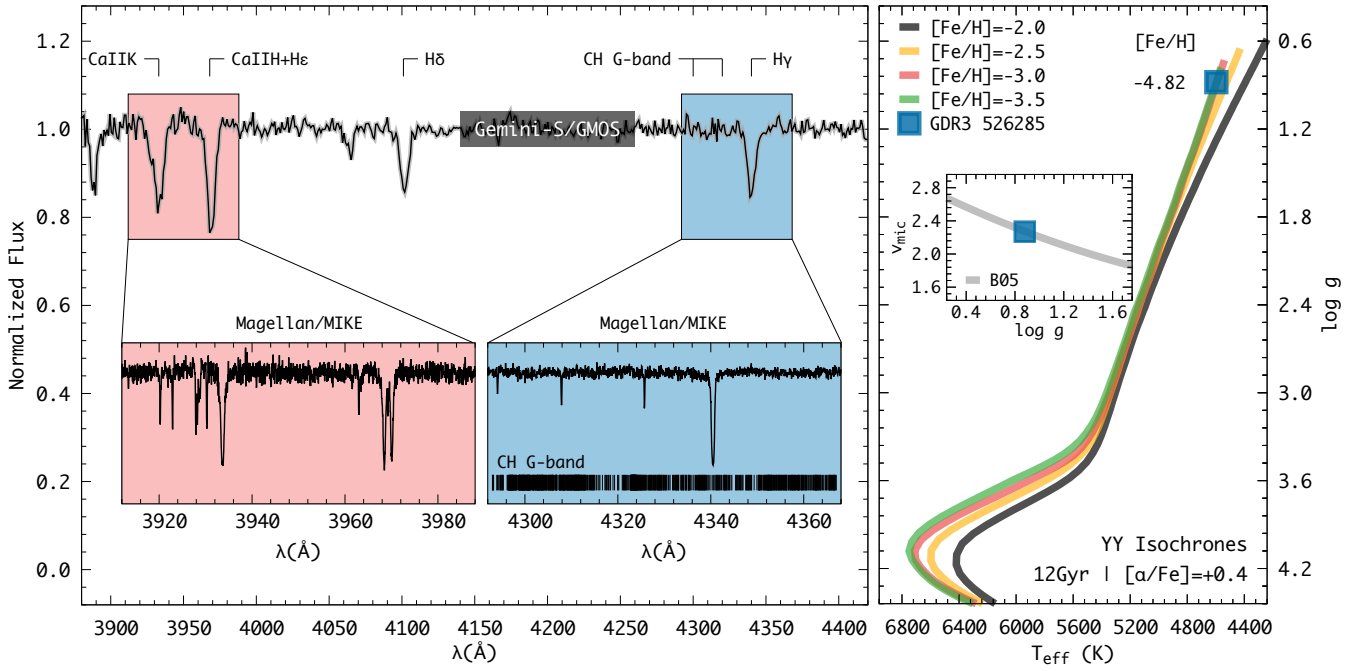 CaIIK
CaIIH+Hε
Hδ
CH G-band
Hγ
Gemini-S/GMOS
Normalized Flux
1.2
1.0
0.8
0.6
0.4
0.2
0.0
Magellan/MIKE
3920 3940 3960 3980
λ(Å)
Magellan/MIKE
CH G-band
4300 4320 4340 4360
λ(Å)
3900 3950 4000 4050 4100 4150 4200 4250 4300 4350 4400
λ(Å)
[Fe/H]=-2.0
[Fe/H]=-2.5
[Fe/H]=-3.0
[Fe/H]=-3.5
GDR3 526285
[Fe/H]
-4.82
2.8
2.4
2.0
1.6
vmic
B05
0.4 0.8 1.2 1.6
log g
0.6
1.2
1.8
2.4
3.0
3.6
4.2
log g
YY Isochrones
12Gyr | [α/Fe]=+0.4
6800 6400 6000 5600 5200 4800 4400
Teff (K)